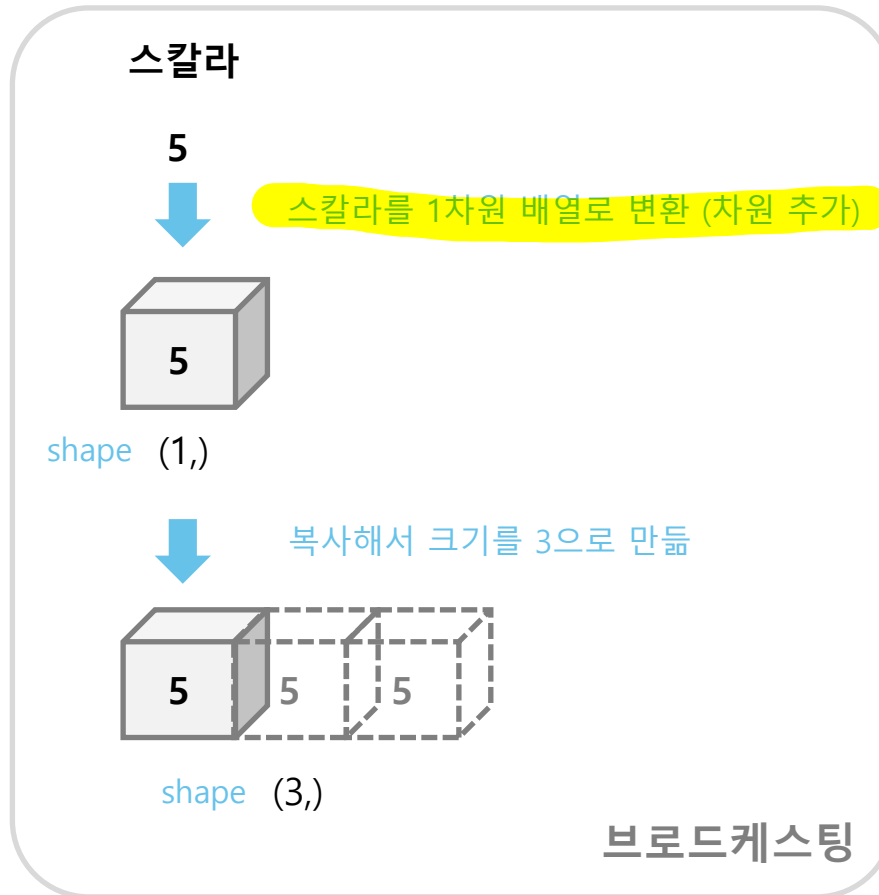 스칼라
5
스칼라를 1차원 배열로 변환 (차원 추가)
5
shape (1,)
복사해서 크기를 3으로 만듦
5 5 5
shape (3,)
브로드케스팅